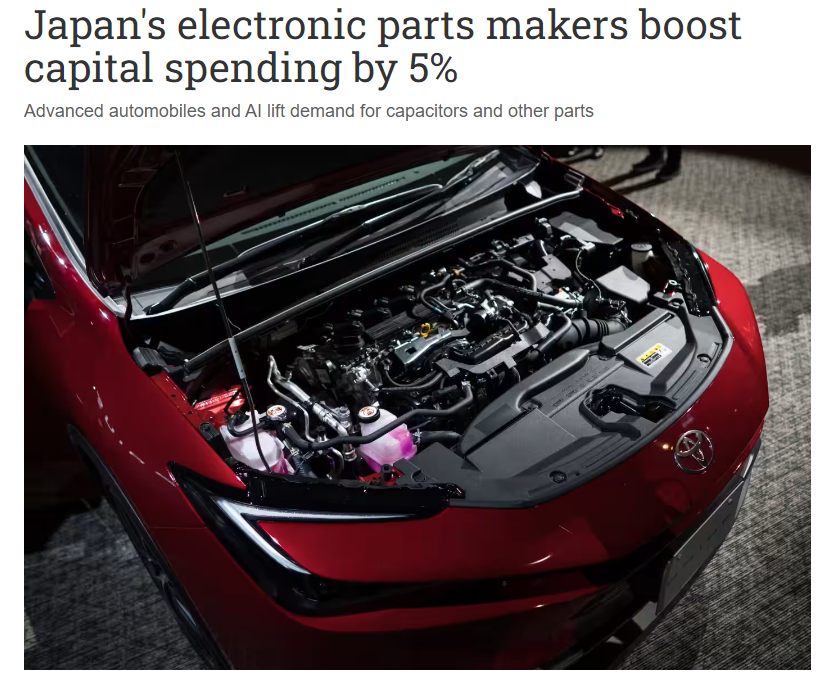 Japan's electronic parts makers boost
capital spending by 5%
Advanced automobiles and AI lift demand for capacitors and other parts